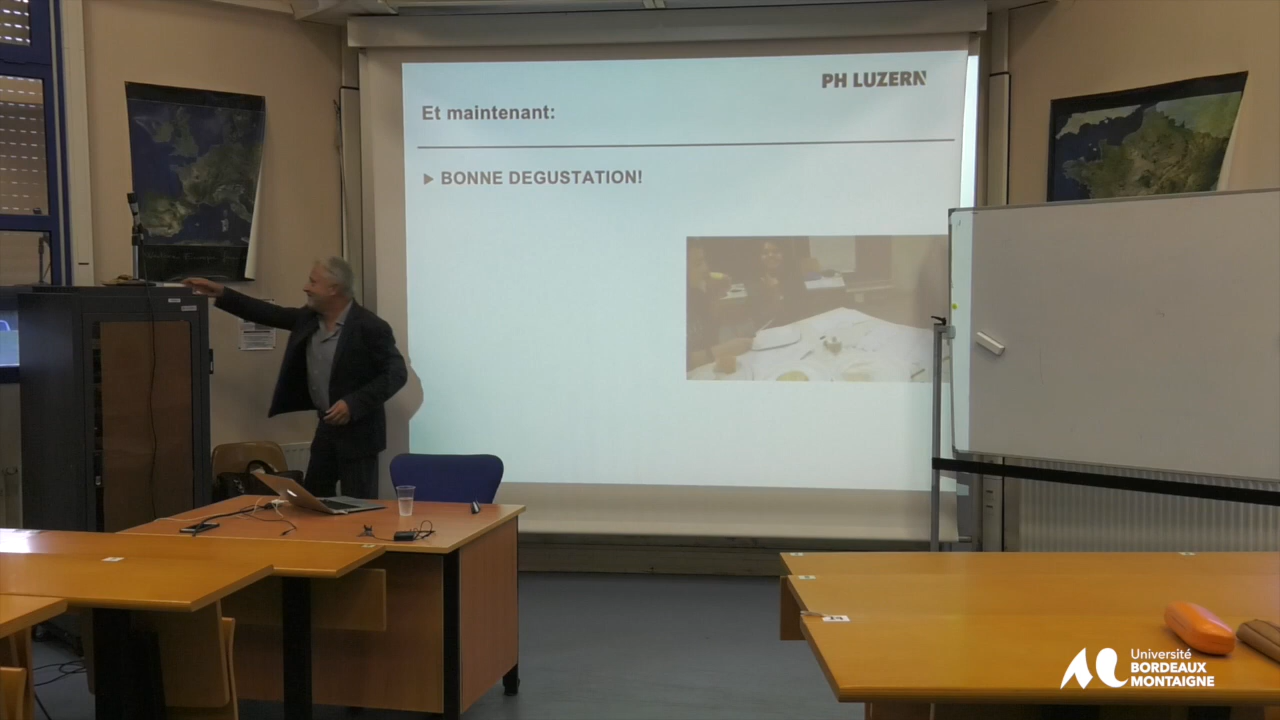 PH LUZERN
Et maintenant:
BONNE DEGUSTATION!
Université
BORDEAUX
MONTAIGNE